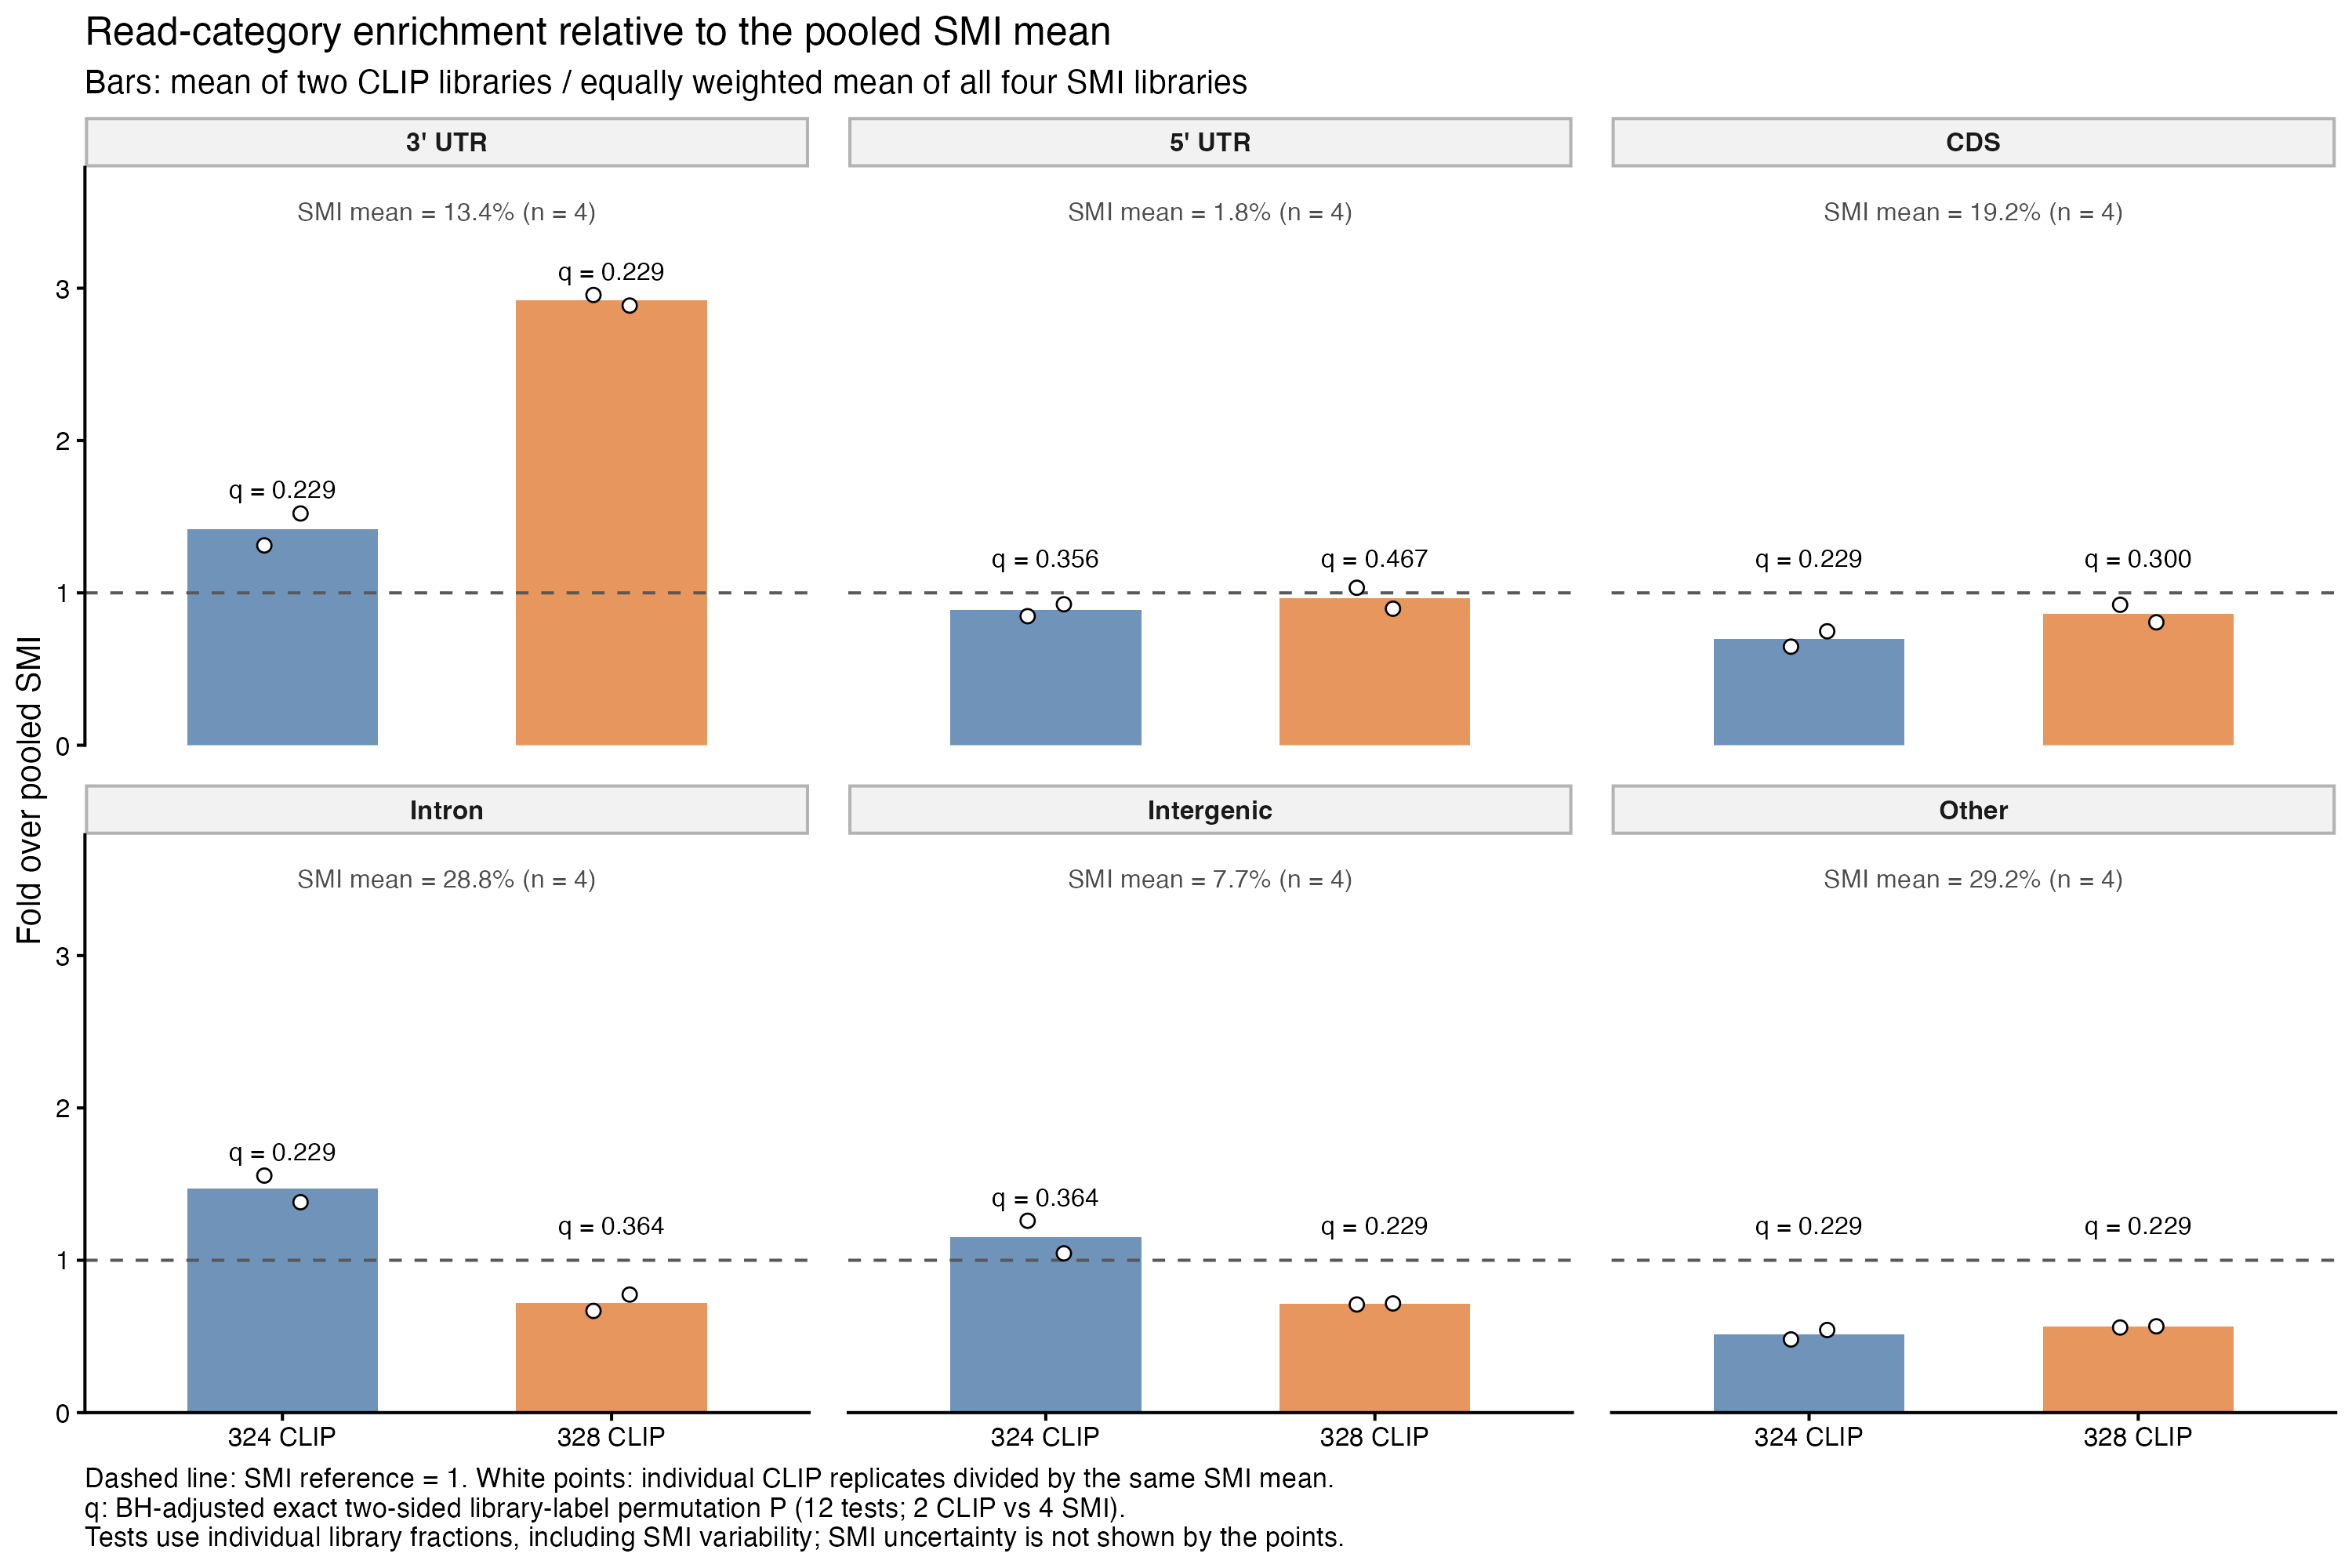 Read-category enrichment relative to the pooled SMI mean
Bars: mean of two CLIP libraries / equally weighted mean of all four SMI libraries
3' UTR
5' UTR
CDS
SMI mean = 13.4% (n = 4)
SMI mean = 1.8% (n = 4)
SMI mean = 19.2% (n = 4)
q = 0.229
q = 0.229
q = 0.356
q = 0.467
q = 0.229
q = 0.300
3
2
1
0
Fold over pooled SMI
Intron
Intergenic
Other
SMI mean = 28.8% (n = 4)
SMI mean = 7.7% (n = 4)
SMI mean = 29.2% (n = 4)
q = 0.229
q = 0.364
q = 0.364
q = 0.229
q = 0.229
q = 0.229
3
2
1
0
324 CLIP
328 CLIP
324 CLIP
328 CLIP
324 CLIP
328 CLIP
Dashed line: SMI reference = 1. White points: individual CLIP replicates divided by the same SMI mean.
q: BH-adjusted exact two-sided library-label permutation P (12 tests; 2 CLIP vs 4 SMI).
Tests use individual library fractions, including SMI variability; SMI uncertainty is not shown by the points.